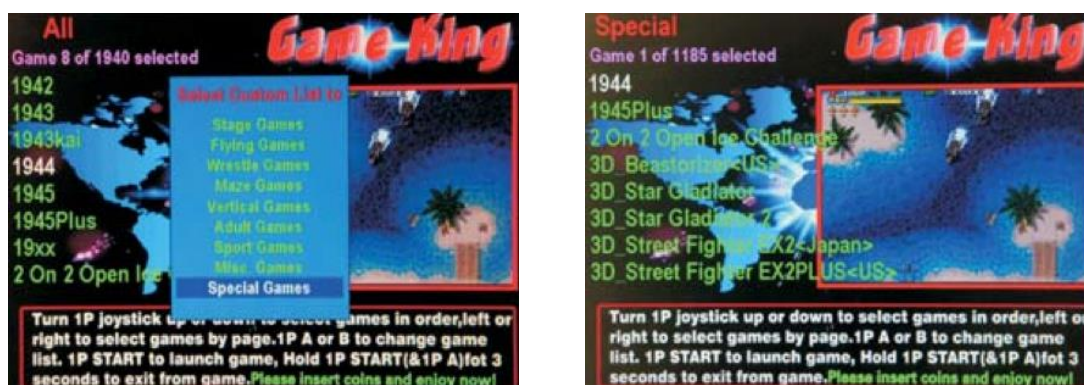 All
Game King
Game 8 of 1940 selected
1942
1943
1943kai
1944
1945
1945Plus
19xx
2 On 2 Open Ice
Select Custom List to
Stage Games
Flying Games
Wrestle Games
Maze Games
Vertical Games
Adult Games
Sport Games
Misc. Games
Special Games
Turn 1P joystick up or down to select games in order,left or
right to select games by page.1P A or B to change game
list. 1P START to launch game, Hold 1P START(&1P A)fot 3
seconds to exit from game.Please insert coins and enjoy now!
Special
Game King
Game 1 of 1185 selected
1944
1945Plus
2 On 2 Open Ice Challenge
3D_Beastorizer<US>
3D_Star Gladiator
3D_Star Gladiator 2
3D_Street Fighter EX2<Japan>
3D_Street Fighter EX2PLUS<US>
Turn 1P joystick up or down to select games in order,left o
right to select games by page.1P A or B to change game
list. 1P START to launch game, Hold 1P START(&1P A)fot 3
seconds to exit from game.Please insert coins and enjoy now!